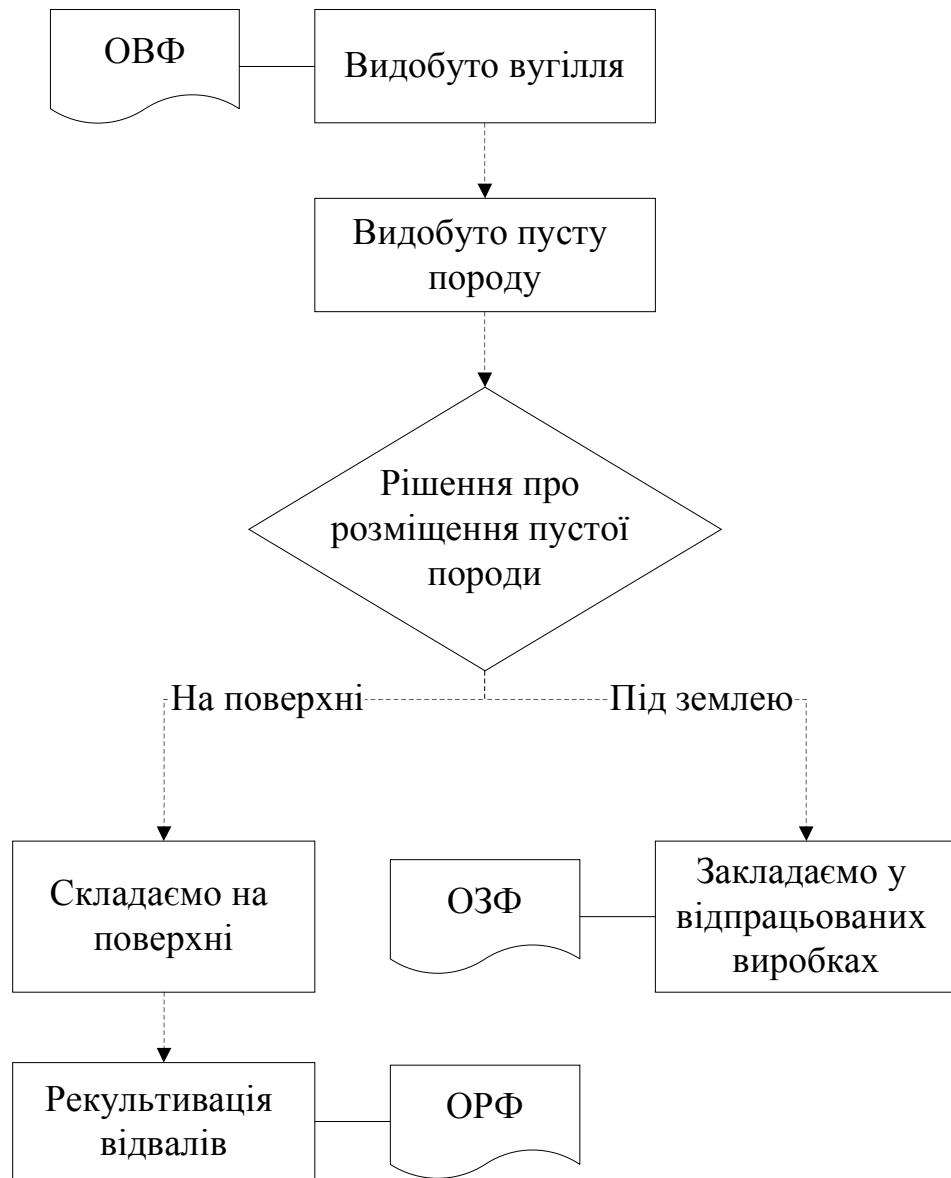 ОВФ
Видобуто вугілля
Видобуто пусту
породу
Рішення про
розміщення пустої
породи
На поверхні
Під землею
Складаємо на
поверхні
ОЗФ
Закладаємо у
відпрацьованих
виробках
Рекультивація
відвалів
ОРФ